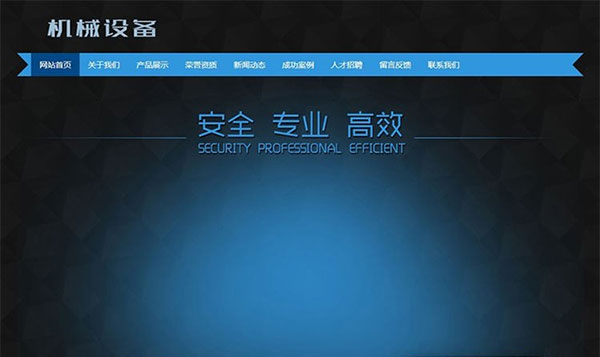 机械设备
网站首页 关于我们 产品展示 荣誉资质 新闻动态 成功案例 人才招聘 留言反馈 联系我们
安全 专业 高效
SECURITY PROFESSIONAL EFFICIENT